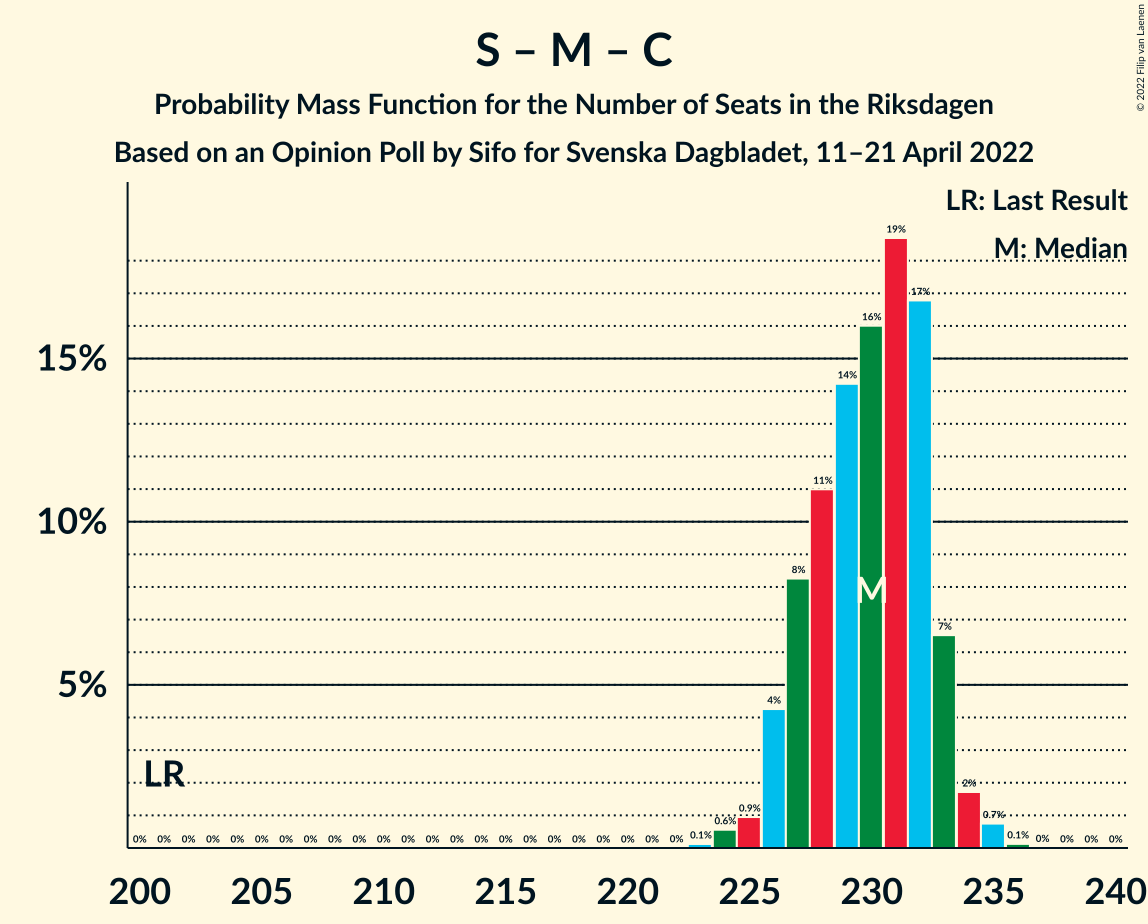 S – M – C
Probability Mass Function for the Number of Seats in the Riksdagen
Based on an Opinion Poll by Sifo for Svenska Dagbladet, 11–21 April 2022
© 2022 Filip van Laenen
LR: Last Result
M: Median
15%
10%
5%
LR
M
0% 0% 0% 0% 0% 0% 0% 0% 0% 0% 0% 0% 0% 0% 0% 0% 0% 0% 0% 0% 0% 0% 0% 0.1% 0.6% 0.9% 4% 8% 11% 14% 16% 19% 17% 7% 2% 0.7% 0.1% 0% 0% 0% 0%
200 205 210 215 220 225 230 235 240